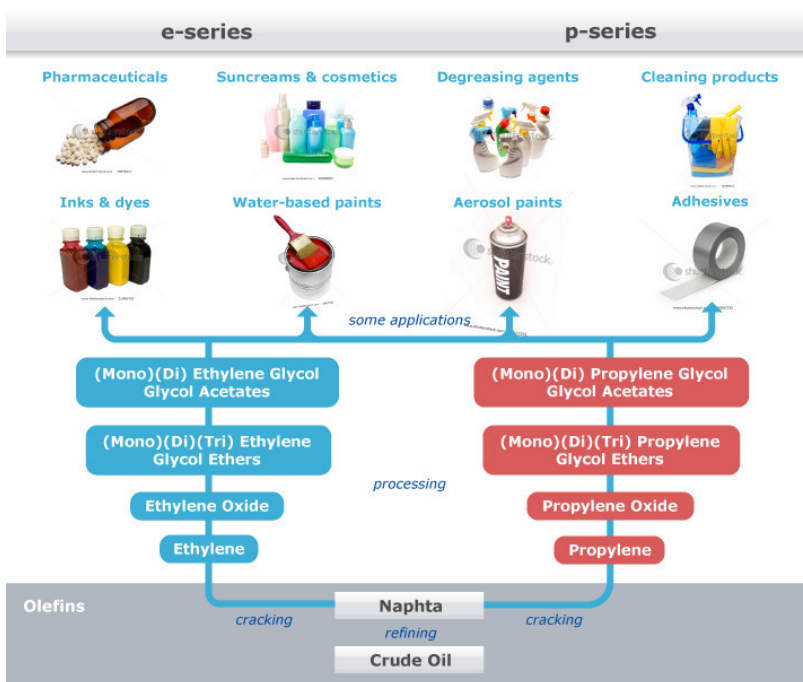 e-series
p-series
Pharmaceuticals
Suncreams & cosmetics
Degreasing agents
Cleaning products
Inks & dyes
Water-based paints
Aerosol paints
Adhesives
PAINT
some applications
(Mono)(Di) Ethylene Glycol
Glycol Acetates
(Mono)(Di) Propylene Glycol
Glycol Acetates
(Mono)(Di)(Tri) Ethylene
Glycol Ethers
(Mono)(Di)(Tri) Propylene
Glycol Ethers
processing
Ethylene Oxide
Propylene Oxide
Ethylene
Propylene
Olefins
Naphta
cracking
refining
cracking
Crude Oil